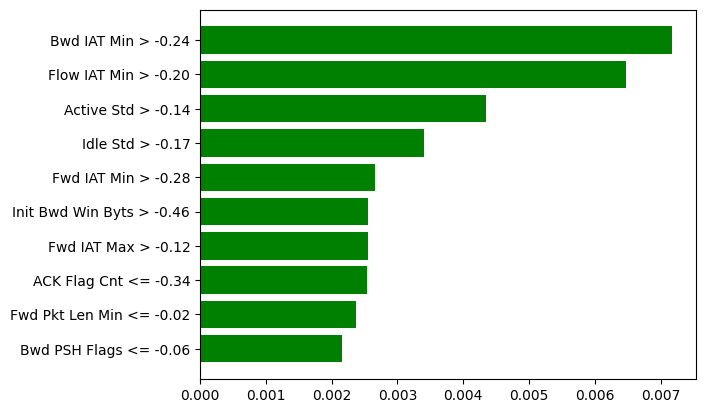 Bwd IAT Min > -0.24
Flow IAT Min > -0.20
Active Std > -0.14
Idle Std > -0.17
Fwd IAT Min > -0.28
Init Bwd Win Byts > -0.46
Fwd IAT Max > -0.12
ACK Flag Cnt <= -0.34
Fwd Pkt Len Min <= -0.02
Bwd PSH Flags <= -0.06
0.000 0.001 0.002 0.003 0.004 0.005 0.006 0.007